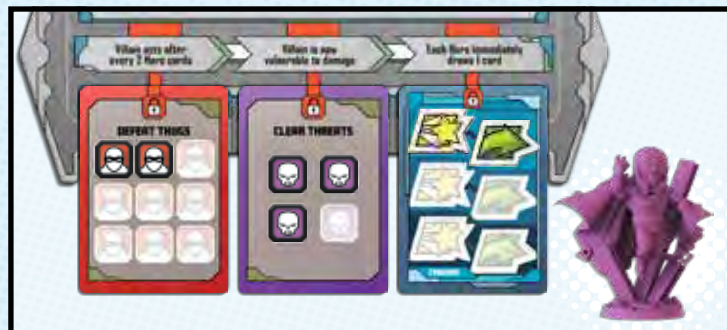 Villain acts after
every 2 Hero cards
Villain is now
vulnerable to damage
Each Hero immediately
draws 1 card
DEFEAT THUGS
CLEAR THREATS